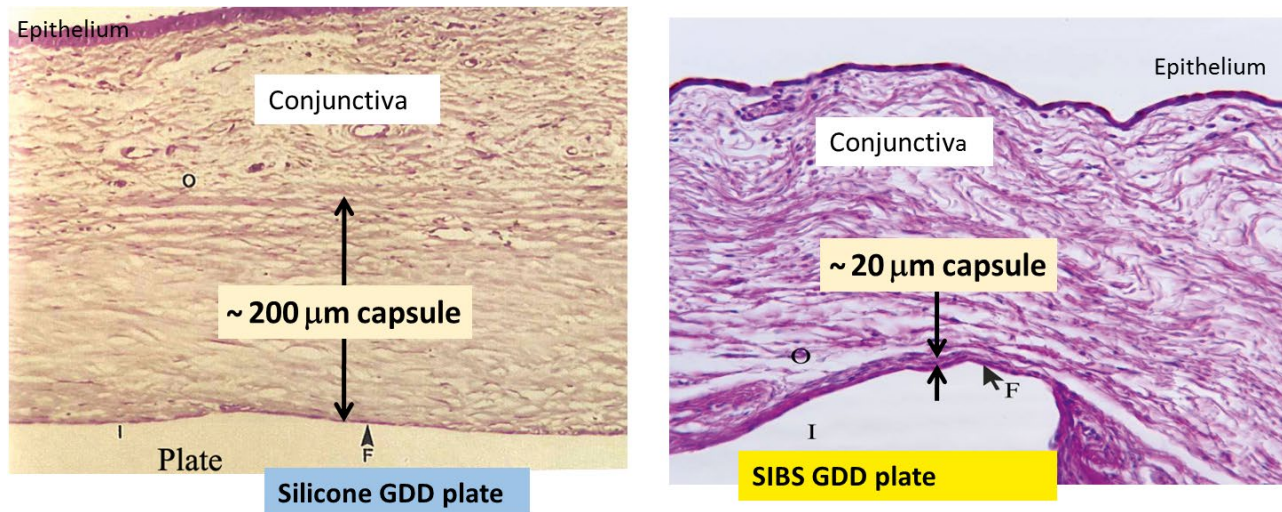 Epithelium
Conjunctiva
O
~ 200 μm capsule
I
F
Plate
Silicone GDD plate
Epithelium
Conjunctiva
~ 20 μm capsule
O
F
I
SIBS GDD plate